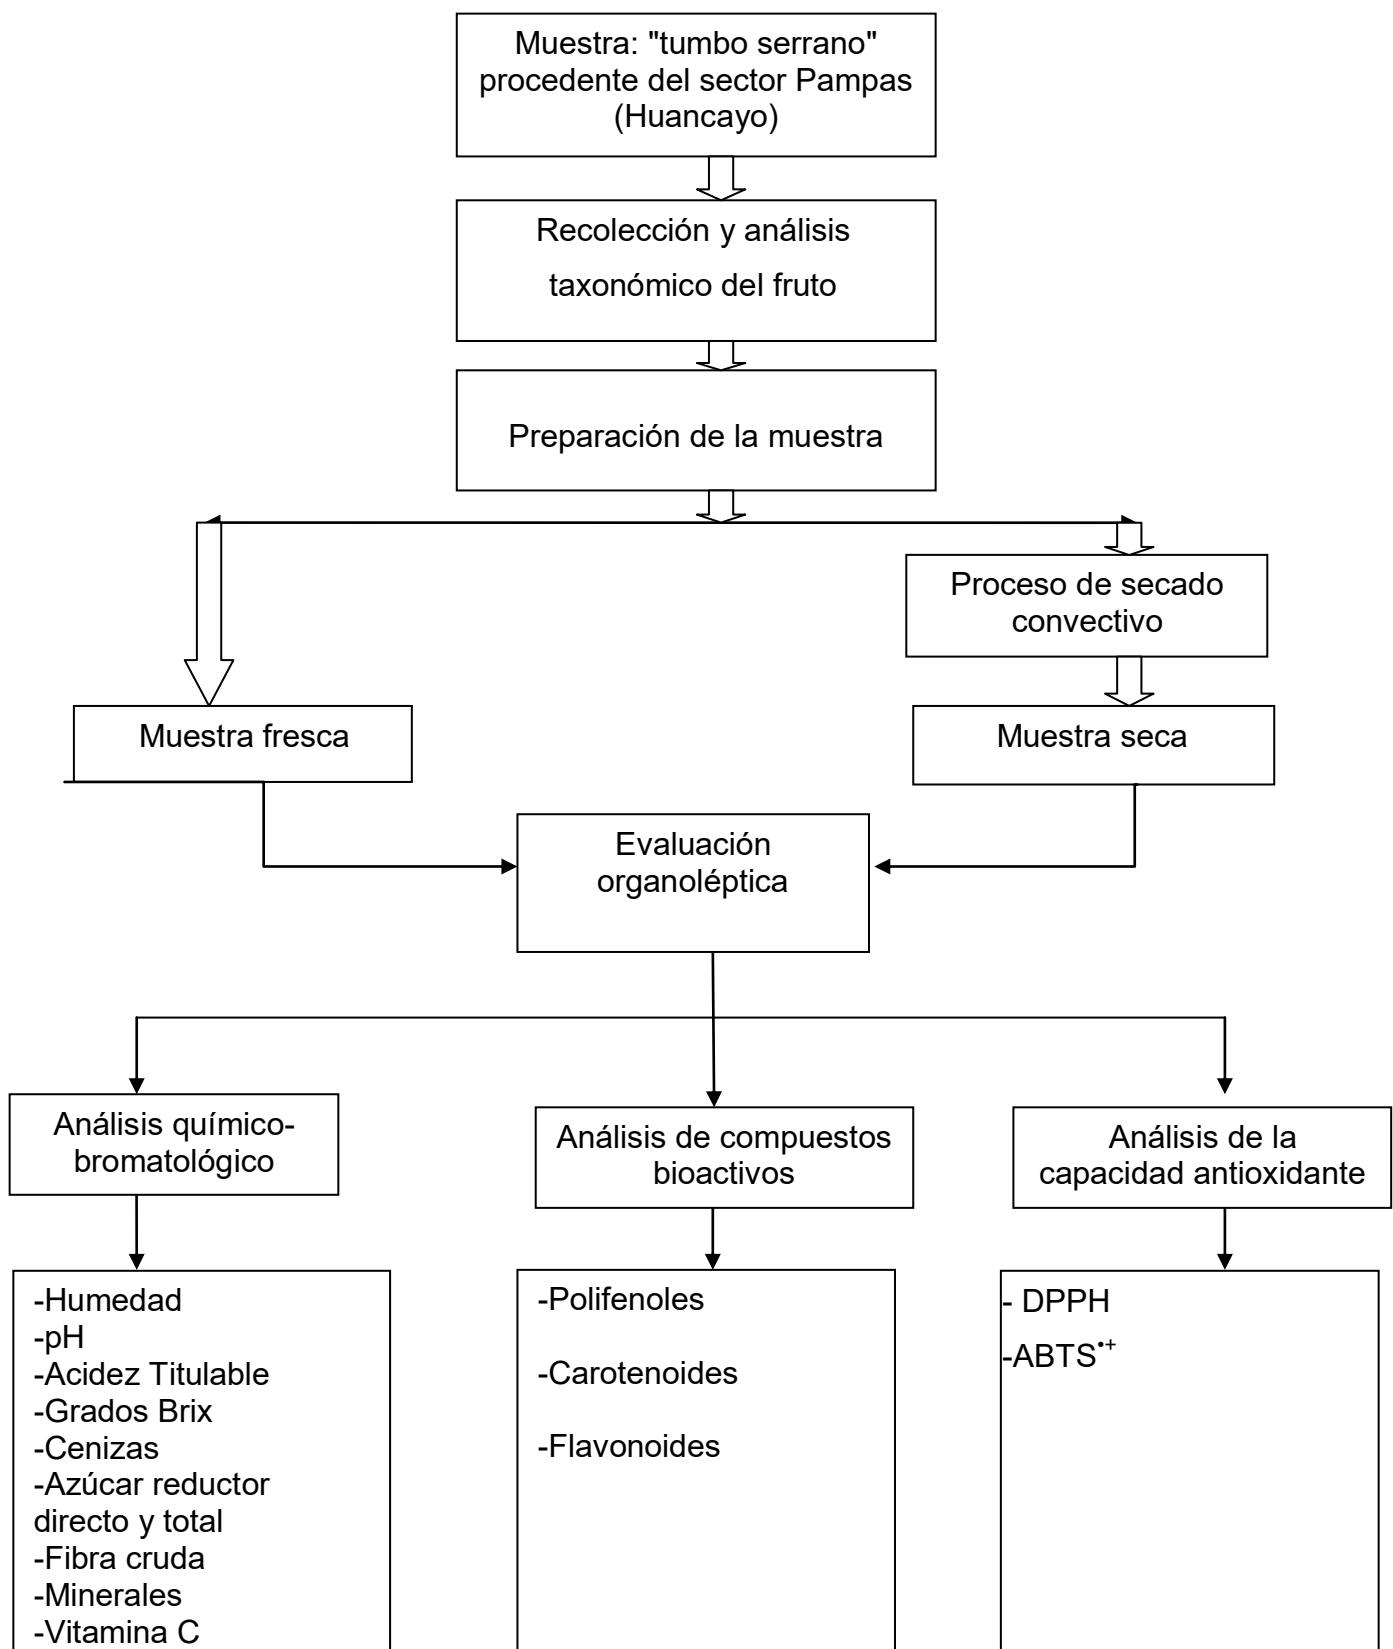 Muestra: "tumbo serrano"
procedente del sector Pampas
(Huancayo)
Recolección y análisis
taxonómico del fruto
Preparación de la muestra
Proceso de secado
convectivo
Muestra fresca
Muestra seca
Evaluación
organoléptica
Análisis químico-
bromatológico
Análisis de compuestos
bioactivos
Análisis de la
capacidad antioxidante
-Humedad
-pH
-Acidez Titulable
-Grados Brix
-Cenizas
-Azúcar reductor
directo y total
-Fibra cruda
-Minerales
-Vitamina C
-Polifenoles
-Carotenoides
-Flavonoides
- DPPH
-ABTS•+